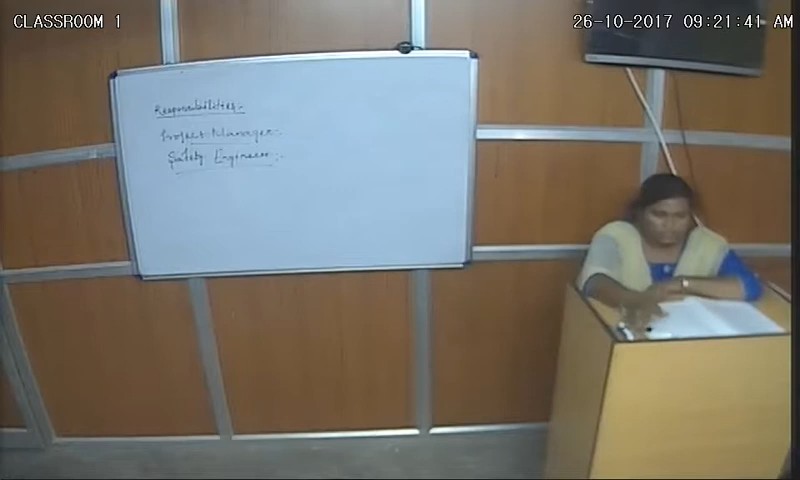 CLASSROOM 1
26-10-2017 09:21:41 AM
Responsibilities:-
Project Manager:-
Safety Engineer:-